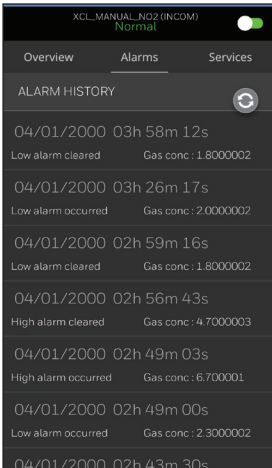 XCL_MANUAL_NO2 (INCOM)
Normal
Overview Alarms Services
ALARM HISTORY
04/01/2000 03h 58m 12s
Low alarm cleared Gas conc : 1.8000002
04/01/2000 03h 26m 17s
Low alarm occurred Gas conc : 2.0000002
04/01/2000 02h 59m 16s
Low alarm cleared Gas conc : 1.8000002
04/01/2000 02h 56m 43s
High alarm cleared Gas conc : 4.7000003
04/01/2000 02h 49m 03s
High alarm occurred Gas conc : 6.700001
04/01/2000 02h 49m 00s
Low alarm occurred Gas conc : 2.3000002
04/01/2000 02h 43m 30s